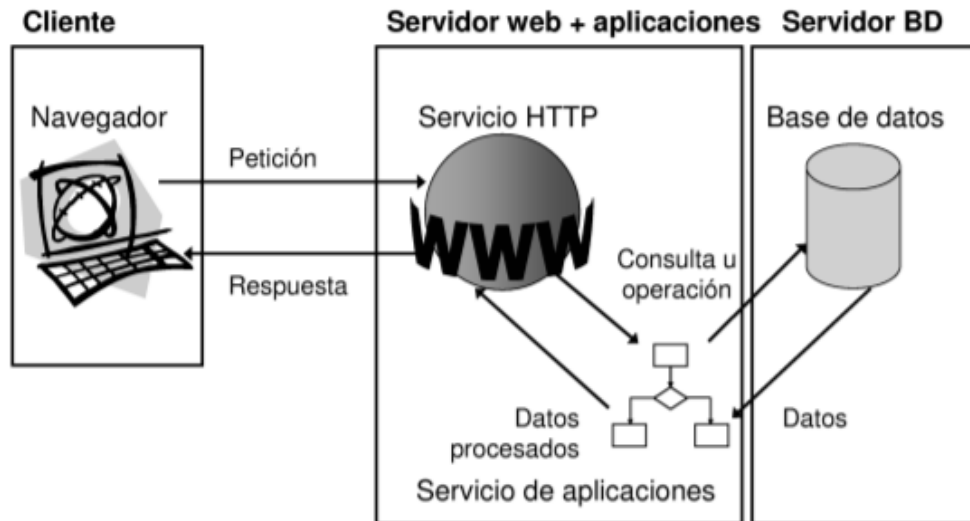 Cliente
Servidor web + aplicaciones
Servidor BD
Navegador
Servicio HTTP
Base de datos
Petición
WWW
Respuesta
Consulta u
operación
Datos
procesados
Datos
Servicio de aplicaciones